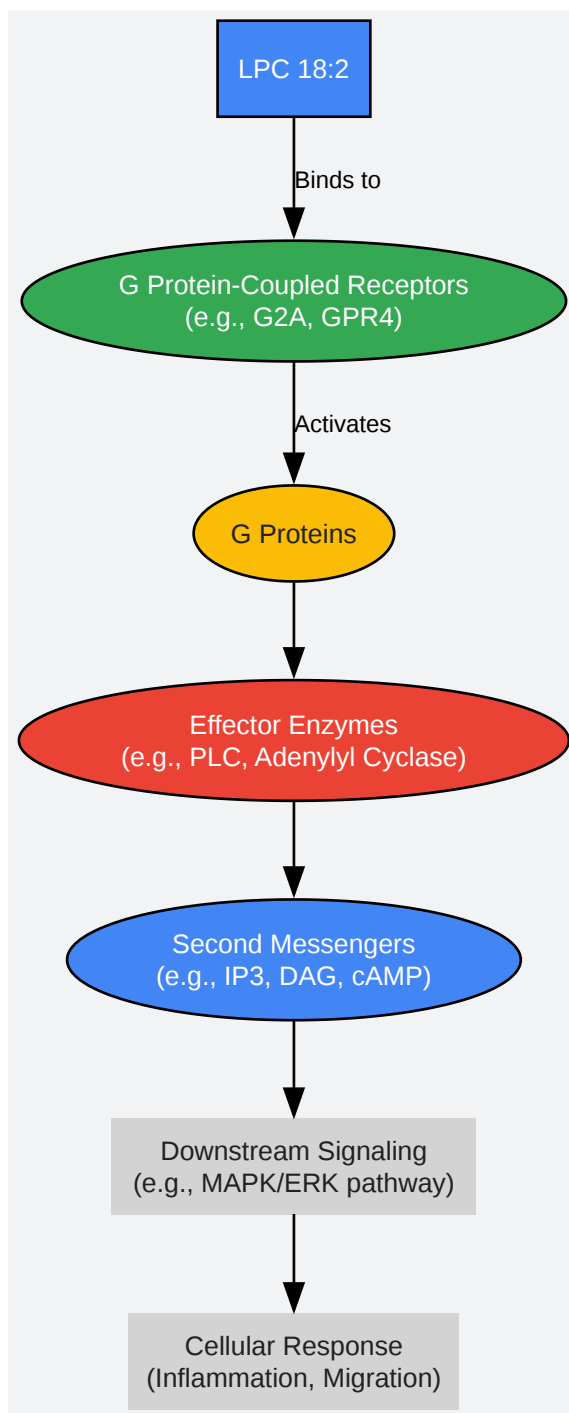 LPC 18:2
Binds to
G Protein-Coupled Receptors
(e.g., G2A, GPR4)
Activates
G Proteins
Effector Enzymes
(e.g., PLC, Adenylyl Cyclase)
Second Messengers
(e.g., IP3, DAG, cAMP)
Downstream Signaling
(e.g., MAPK/ERK pathway)
Cellular Response
(Inflammation, Migration)